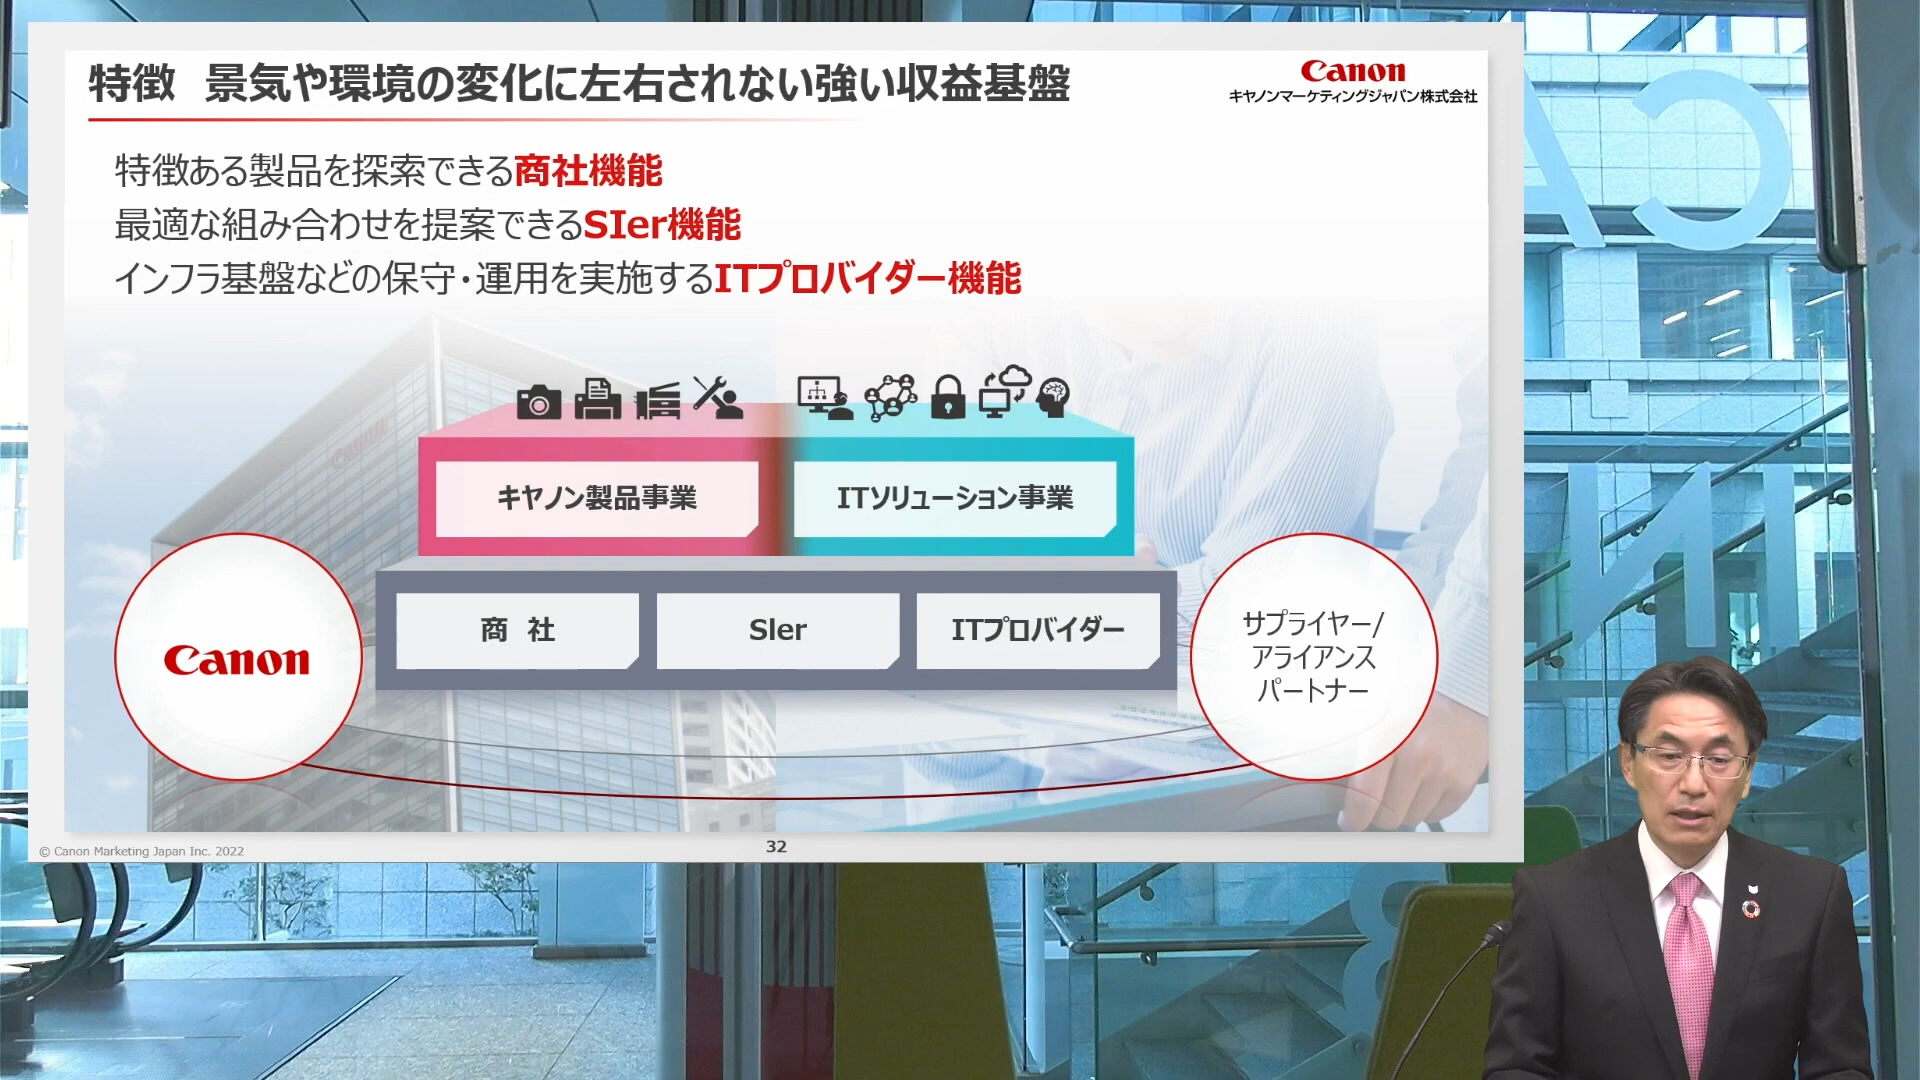 特徴 景気や環境の変化に左右されない強い収益基盤
Canon
キヤノンマーケティングジャパン株式会社
特徴ある製品を探索できる商社機能
最適な組み合わせを提案できるSIer機能
インフラ基盤などの保守・運用を実施するITプロバイダー機能
キヤノン製品事業
ITソリューション事業
商 社
SIer
ITプロバイダー
Canon
サプライヤー/
アライアンス
パートナー
© Canon Marketing Japan Inc. 2022
32